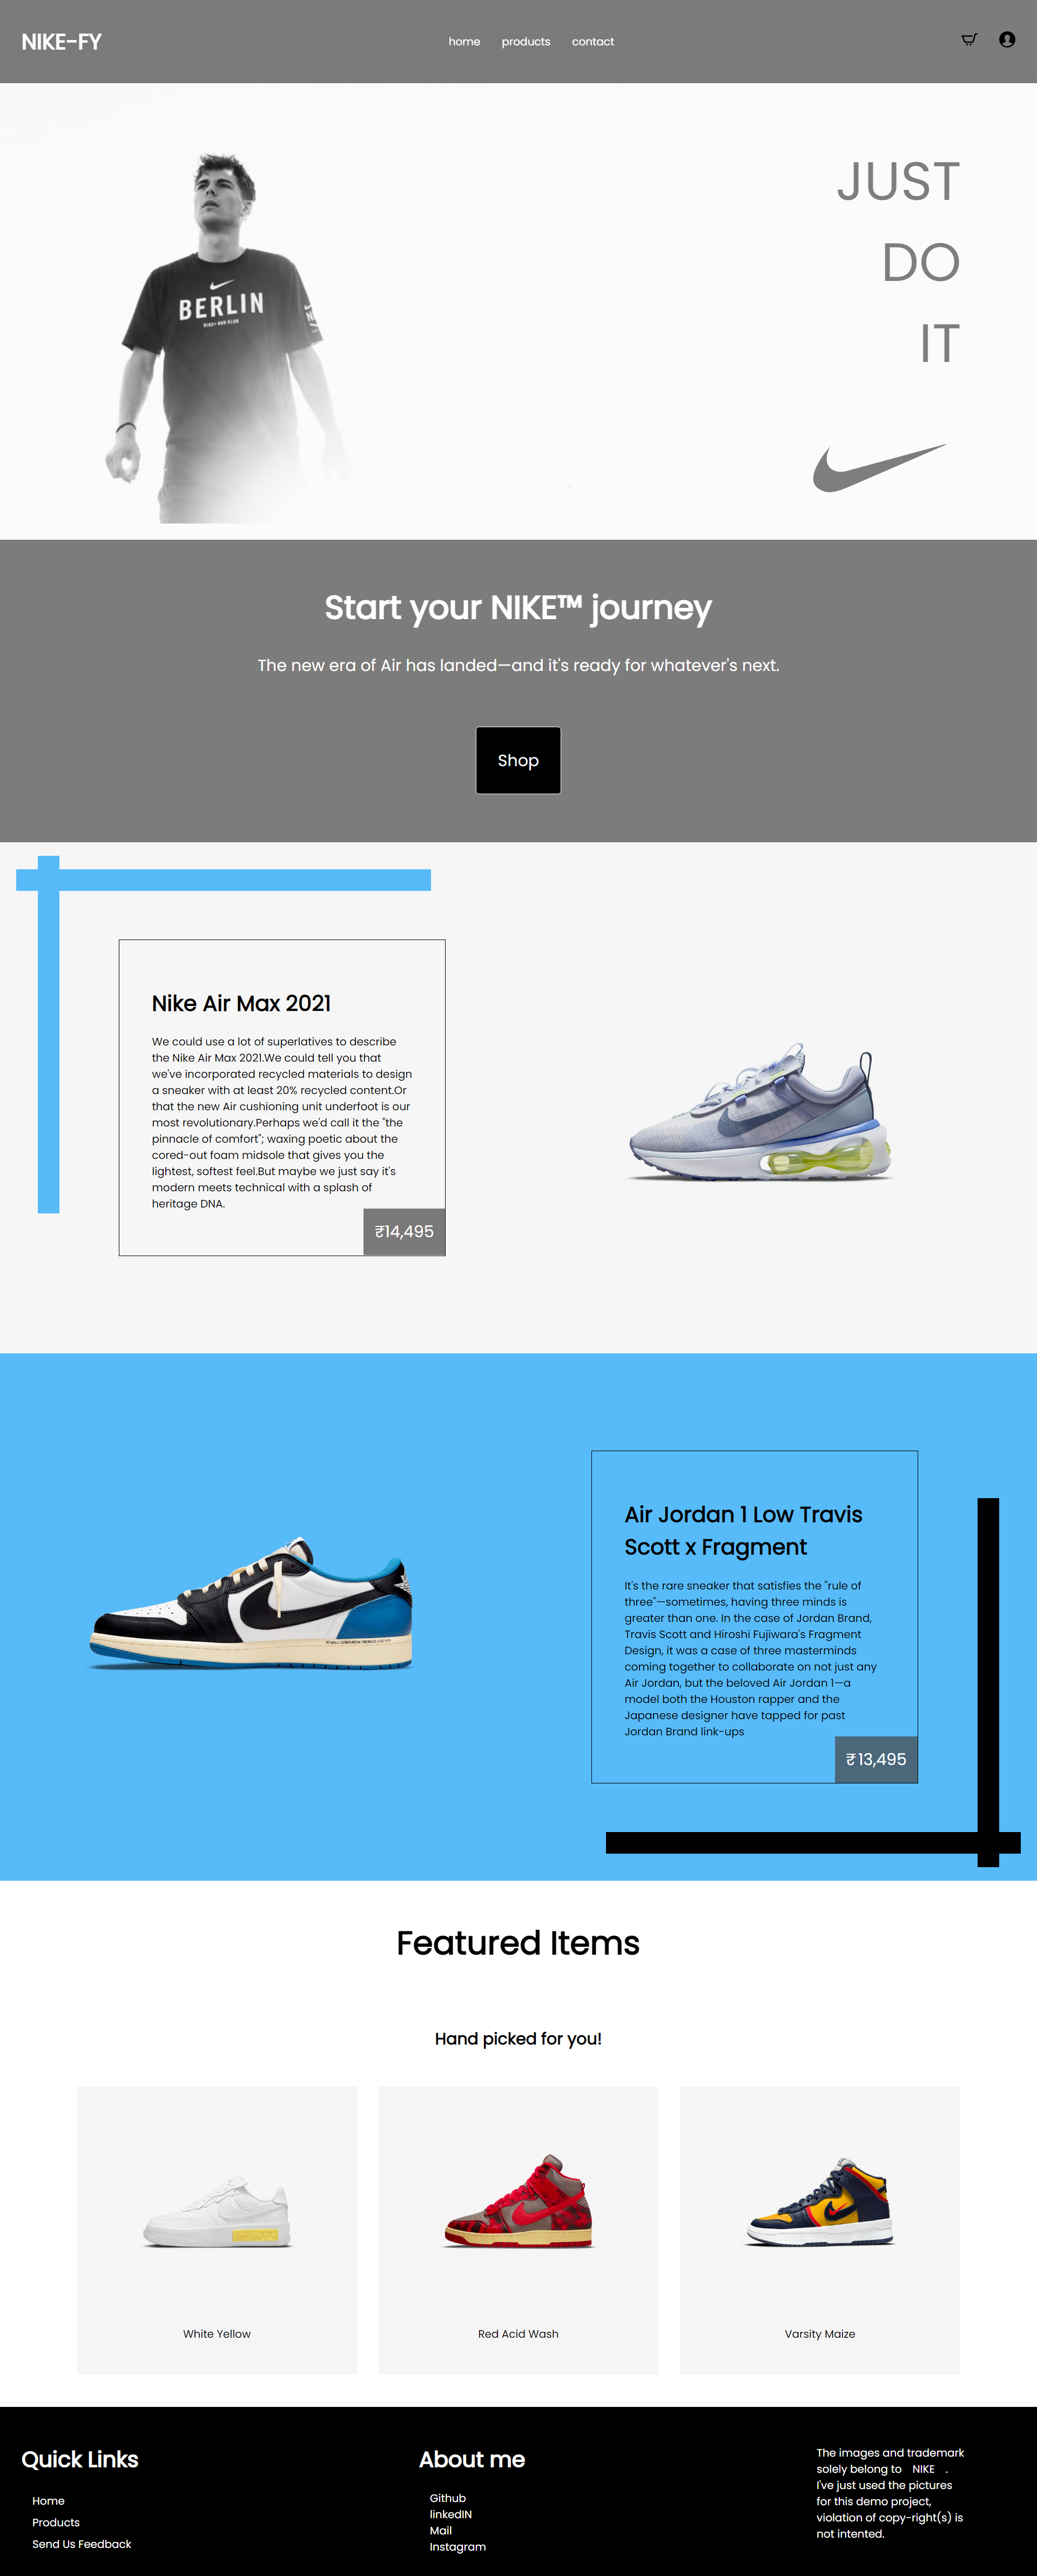 NIKE-FY
home products contact
JUST
DO
IT
BERLIN
NIKE+ RUN CLUB
Start your NIKE™ journey
The new era of Air has landed—and it's ready for whatever's next.
Shop
Nike Air Max 2021
We could use a lot of superlatives to describe
the Nike Air Max 2021.We could tell you that
we've incorporated recycled materials to design
a sneaker with at least 20% recycled content.Or
that the new Air cushioning unit underfoot is our
most revolutionary.Perhaps we'd call it the "the
pinnacle of comfort"; waxing poetic about the
cored-out foam midsole that gives you the
lightest, softest feel.But maybe we just say it's
modern meets technical with a splash of
heritage DNA.
₹14,495
Air Jordan 1 Low Travis
Scott x Fragment
It's the rare sneaker that satisfies the "rule of
three"—sometimes, having three minds is
greater than one. In the case of Jordan Brand,
Travis Scott and Hiroshi Fujiwara's Fragment
Design, it was a case of three masterminds
coming together to collaborate on not just any
Air Jordan, but the beloved Air Jordan 1—a
model both the Houston rapper and the
Japanese designer have tapped for past
Jordan Brand link-ups
₹ 13,495
Featured Items
Hand picked for you!
White Yellow
Red Acid Wash
Varsity Maize
Quick Links
Home
Products
Send Us Feedback
About me
Github
linkedIN
Mail
Instagram
The images and trademark
solely belong to NIKE .
I've just used the pictures
for this demo project,
violation of copy-right(s) is
not intented.